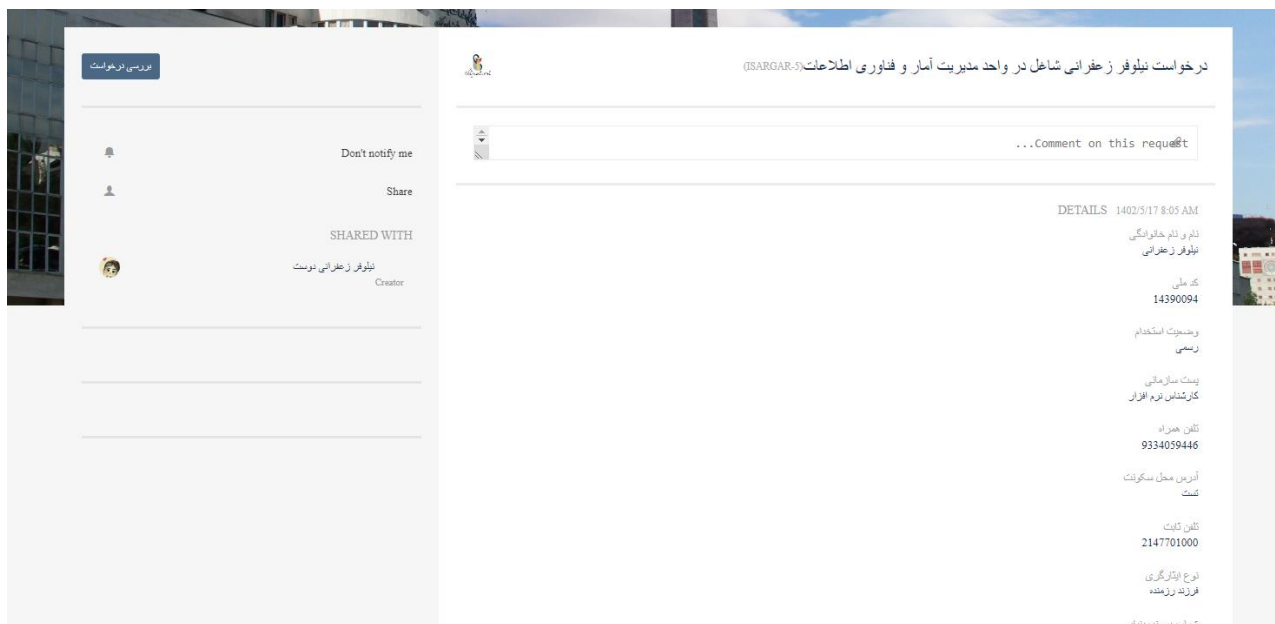 درخواست نیلوفر زعفرانی شاغل در واحد مدیریت آمار و فناوری اطلاعات(ISARGAR-5)
Comment on this request...
DETAILS 1402/5/17 8:05 AM
نام و نام خانوادگی
نیلوفر زعفرانی
کد ملی
14390094
وضعیت استخدام
رسمی
پست سازمانی
کارشناس نرم افزار
تلفن همراه
9334059446
آدرس محل سکونت
تست
تلفن ثابت
2147701000
نوع ایثارگری
فرزند رزمنده
بررسی درخواست
Don't notify me
Share
SHARED WITH
نیلوفر زعفرانی دوست
Creator